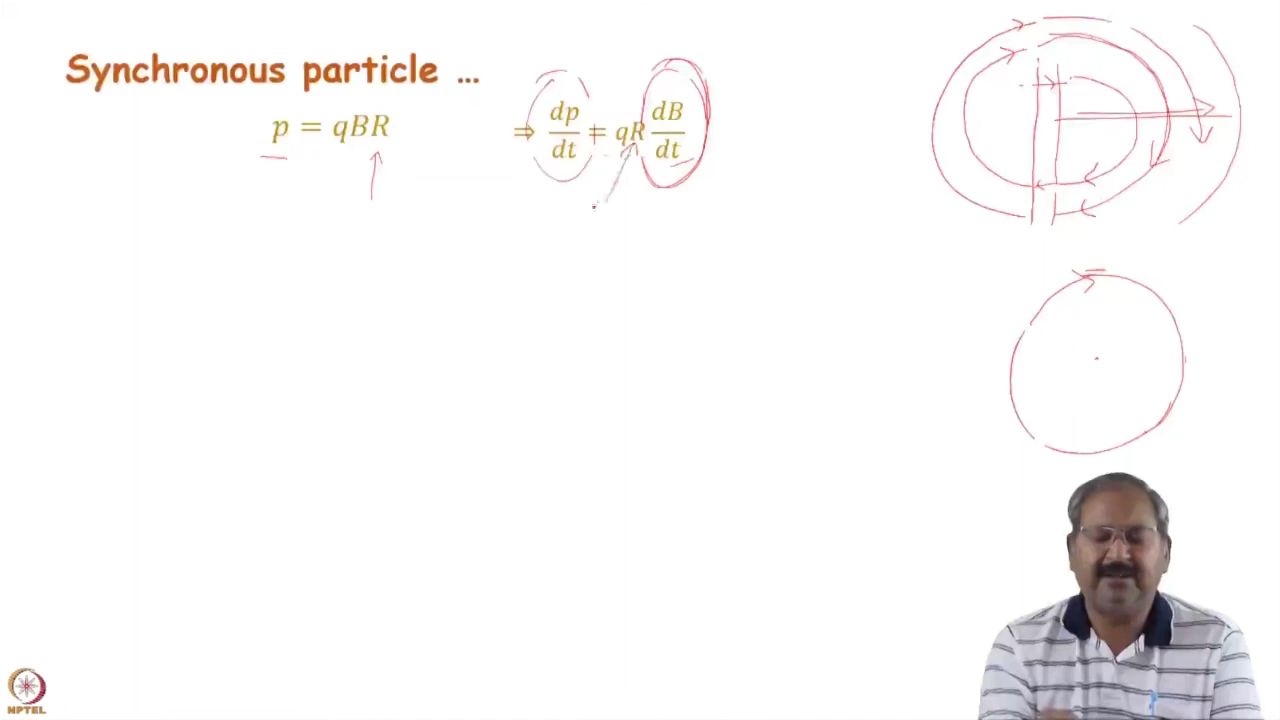 Synchronous particle ...
p = qBR ⇒ dp/dt = qR dB/dt
NPTEL